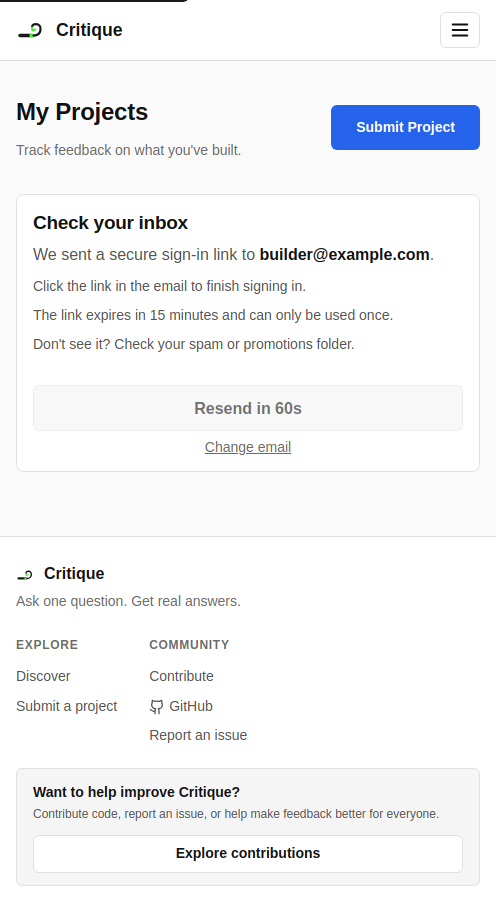 Critique
My Projects
Submit Project
Track feedback on what you've built.
Check your inbox
We sent a secure sign-in link to builder@example.com.
Click the link in the email to finish signing in.
The link expires in 15 minutes and can only be used once.
Don't see it? Check your spam or promotions folder.
Resend in 60s
Change email
Critique
Ask one question. Get real answers.
EXPLORE
Discover
Submit a project
COMMUNITY
Contribute
GitHub
Report an issue
Want to help improve Critique?
Contribute code, report an issue, or help make feedback better for everyone.
Explore contributions